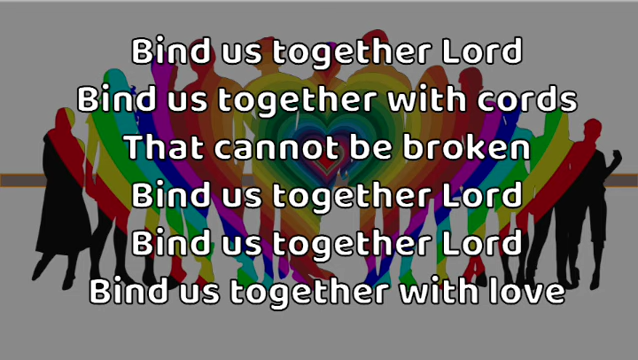 Bind us together Lord
Bind us together with cords
That cannot be broken
Bind us together Lord
Bind us together Lord
Bind us together with love